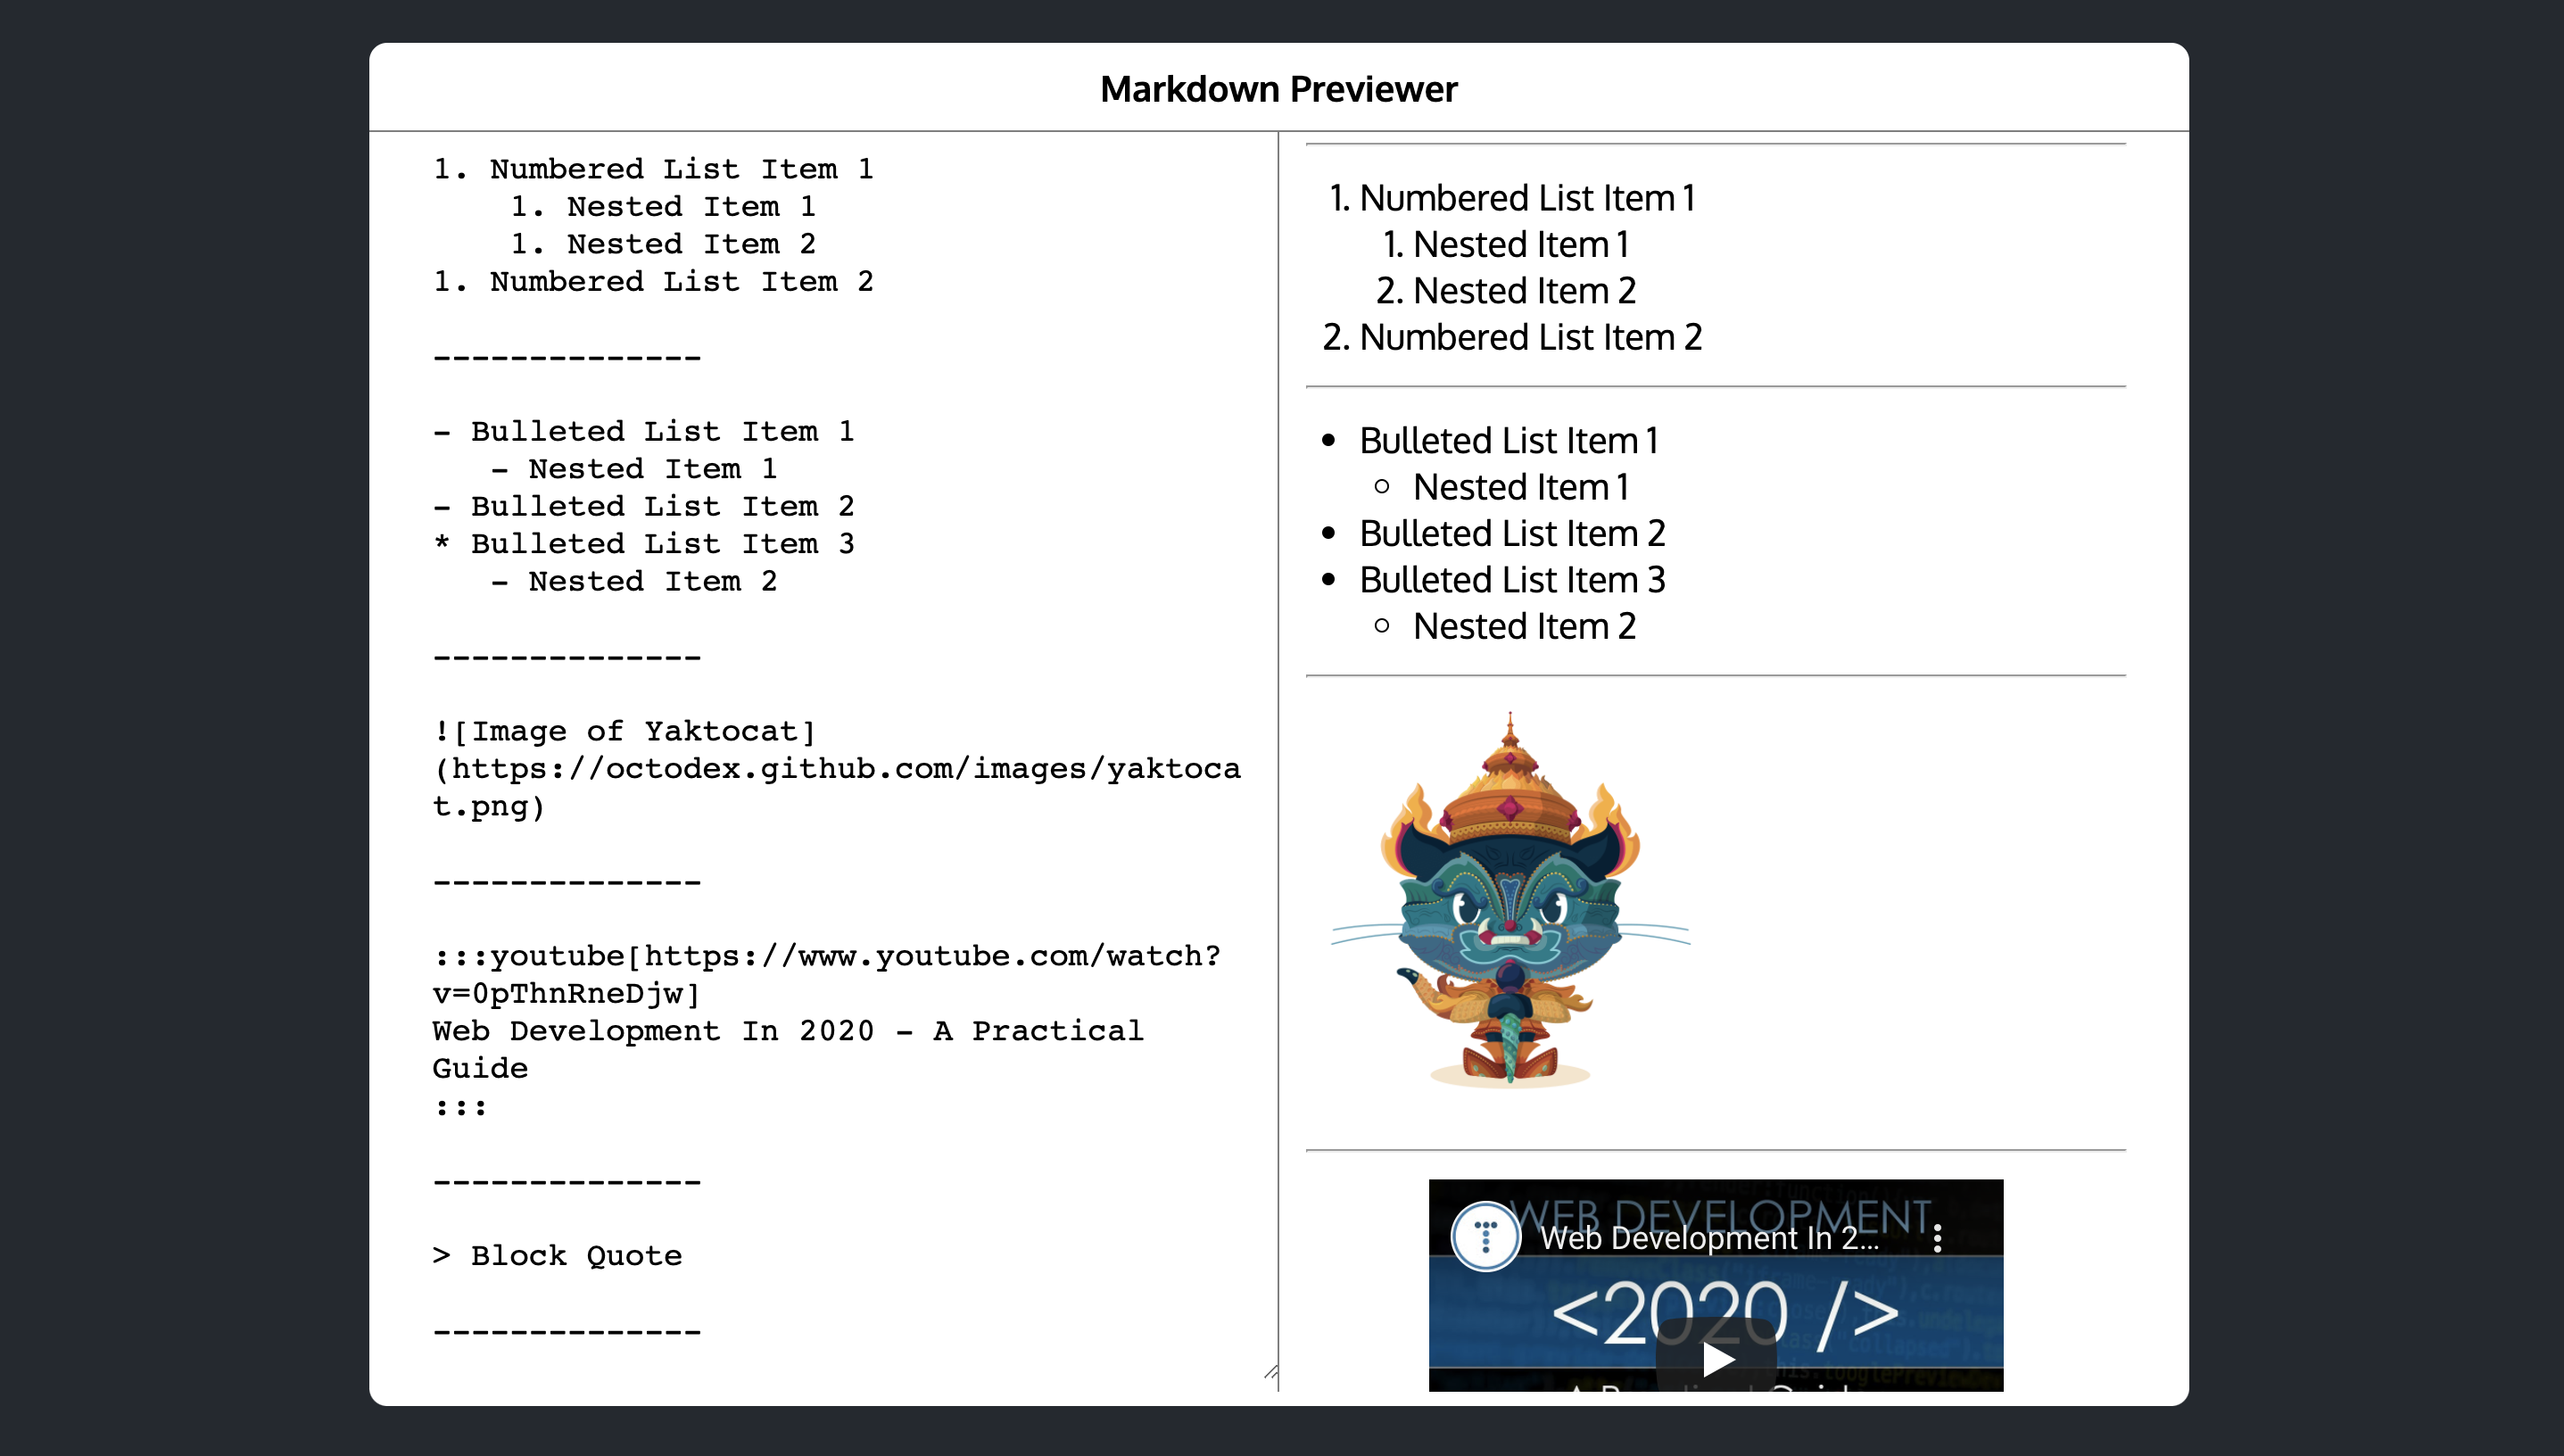 Markdown Previewer
1. Numbered List Item 1
    1. Nested Item 1
    1. Nested Item 2
1. Numbered List Item 2
--------------
- Bulleted List Item 1
   - Nested Item 1
- Bulleted List Item 2
* Bulleted List Item 3
   - Nested Item 2
--------------
![Image of Yaktocat]
(https://octodex.github.com/images/yaktoca
t.png)
--------------
:::youtube[https://www.youtube.com/watch?
v=0pThnRneDjw]
Web Development In 2020 - A Practical
Guide
:::
--------------
> Block Quote
--------------
1. Numbered List Item 1
1. Nested Item 1
2. Nested Item 2
2. Numbered List Item 2
• Bulleted List Item 1
○ Nested Item 1
• Bulleted List Item 2
• Bulleted List Item 3
○ Nested Item 2
WEB DEVELOPMENT
Web Development In 2...
<2020 />